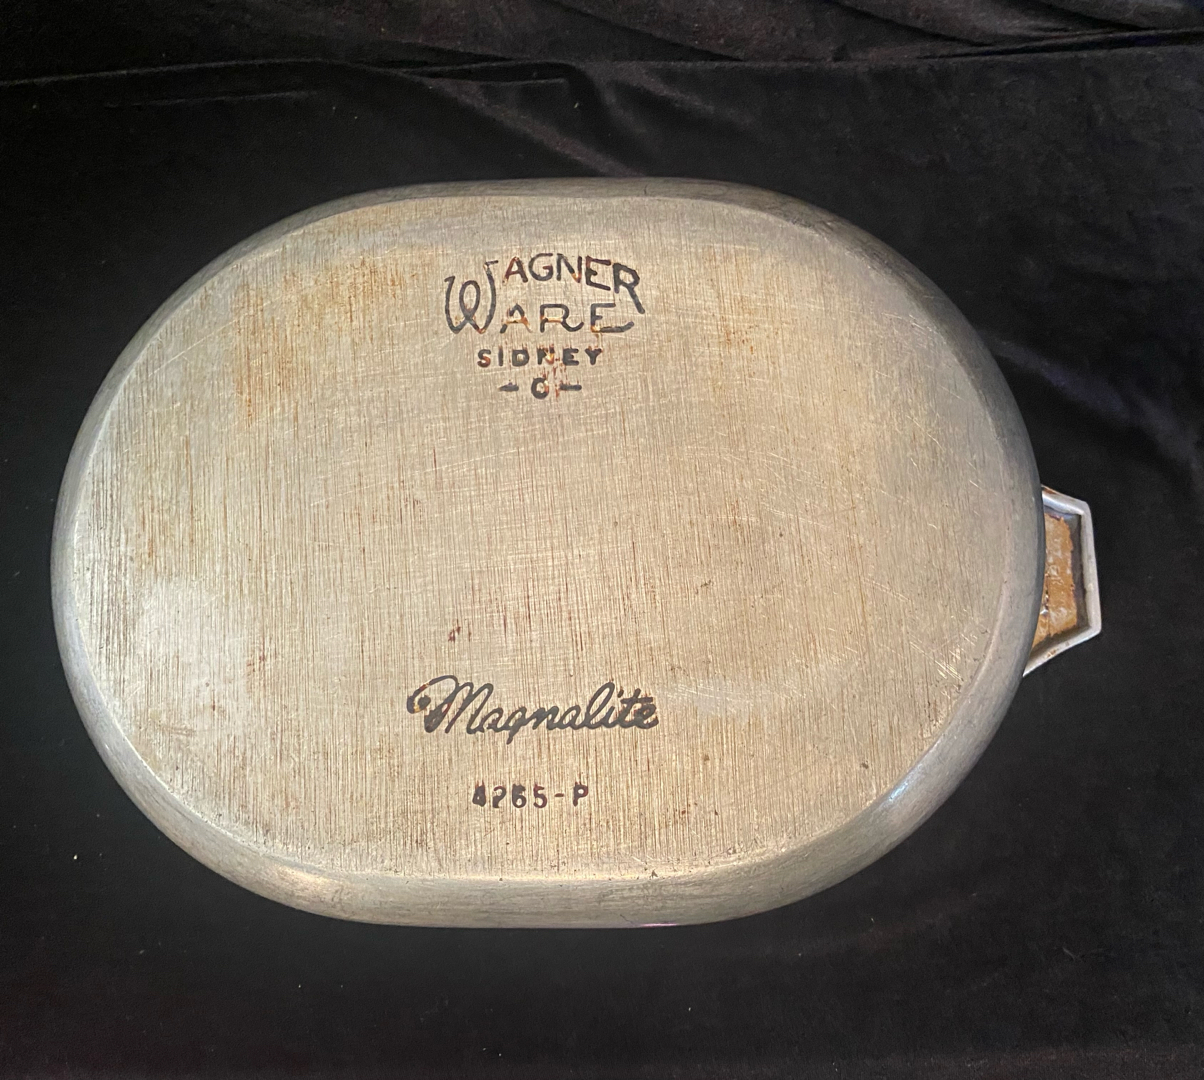 WAGNER
WARE
SIDNEY
-O-
Magnalite
4265-P